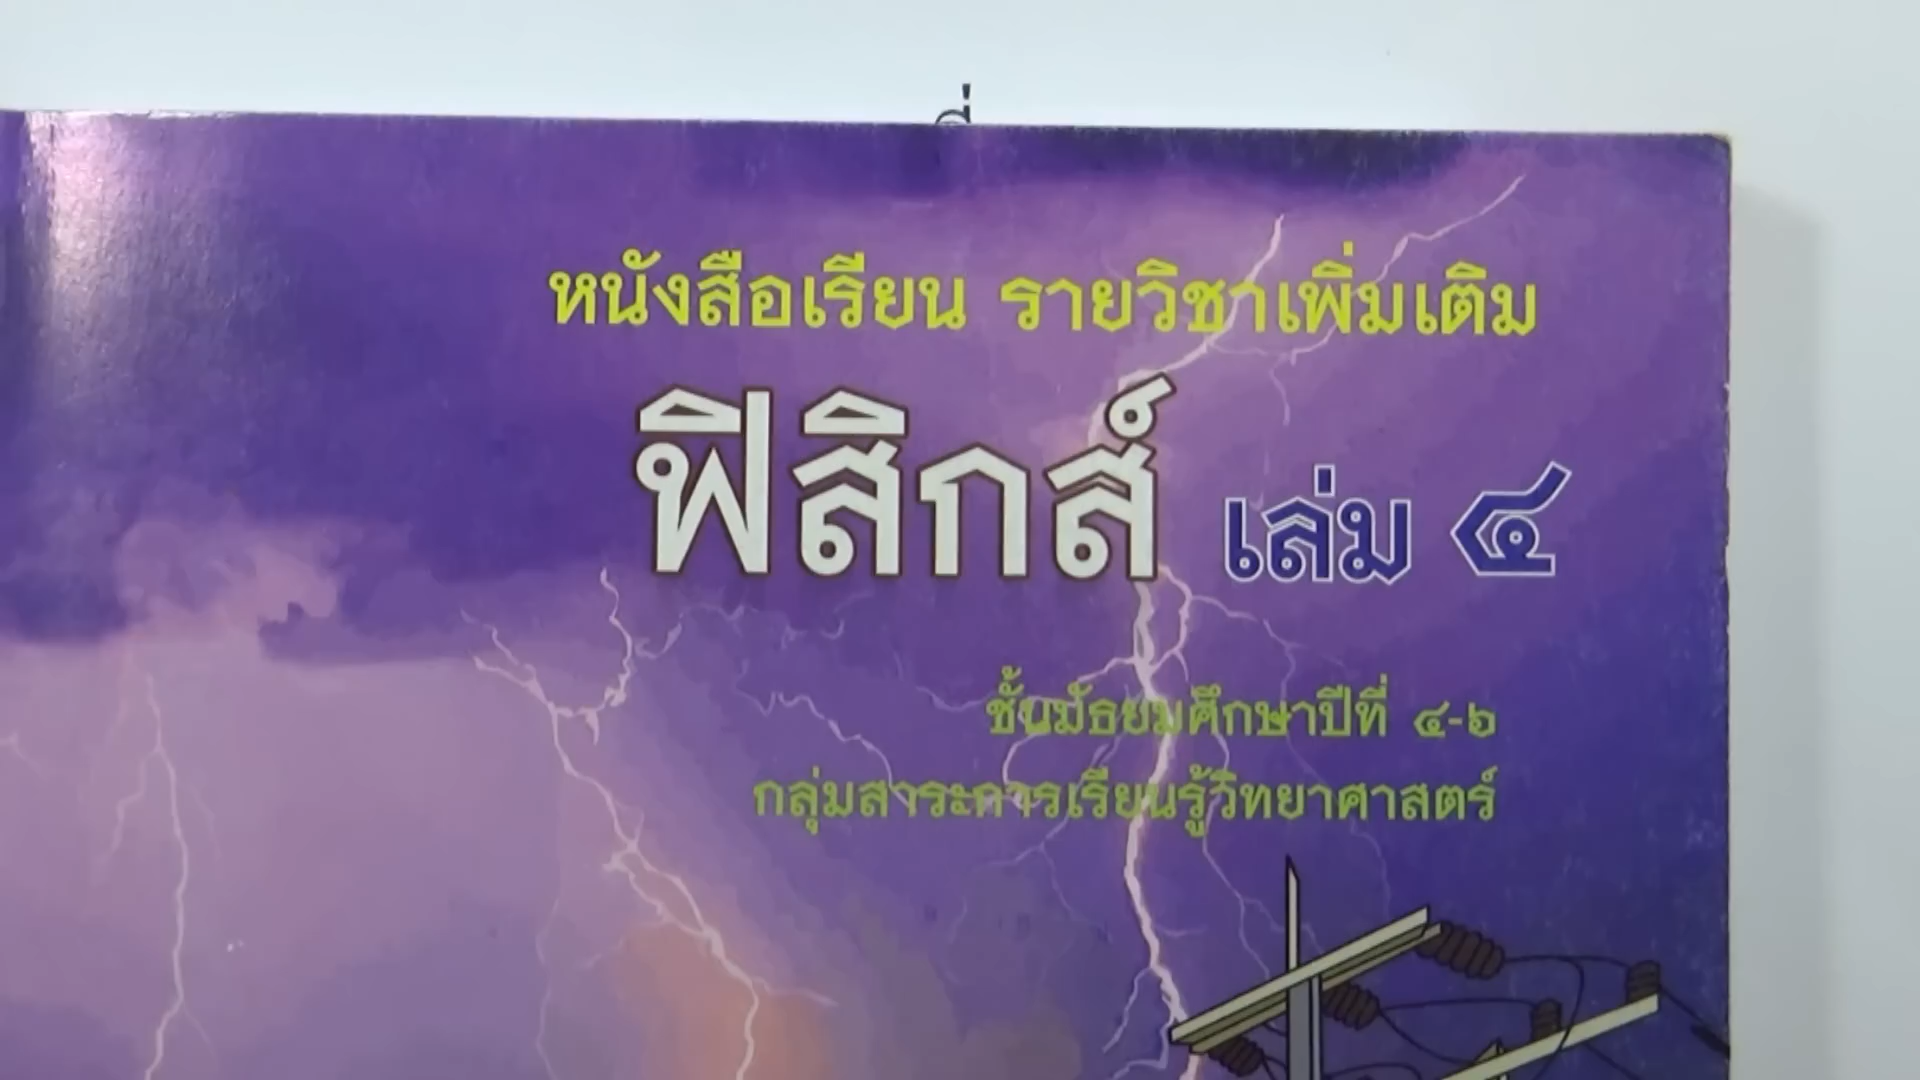 หนังสือเรียน รายวิชาเพิ่มเติม
ฟิสิกส์ เล่ม ๔
ชั้นมัธยมศึกษาปีที่ ๔-๖
กลุ่มสาระการเรียนรู้วิทยาศาสตร์